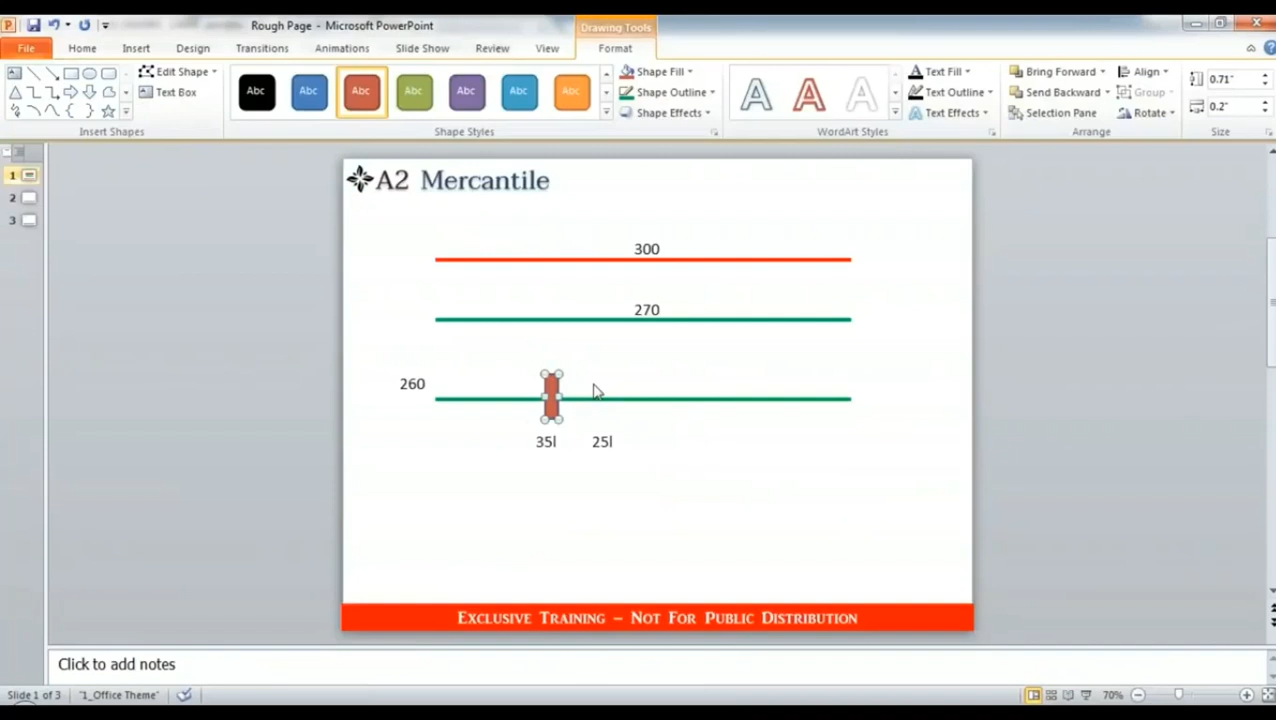 Rough Page - Microsoft PowerPoint
Drawing Tools
File Home Insert Design Transitions Animations Slide Show Review View Format
Edit Shape
Text Box
Insert Shapes
Abc Abc Abc Abc Abc Abc Abc
Shape Fill
Shape Outline
Shape Effects
Shape Styles
A A A
Text Fill
Text Outline
Text Effects
WordArt Styles
Bring Forward
Send Backward
Selection Pane
Align
Group
Rotate
Arrange
0.71"
0.2"
Size
1
2
3
A2 Mercantile
300
270
260
35l 25l
Exclusive Training – Not For Public Distribution
Click to add notes
Slide 1 of 3 "1_Office Theme" 70%